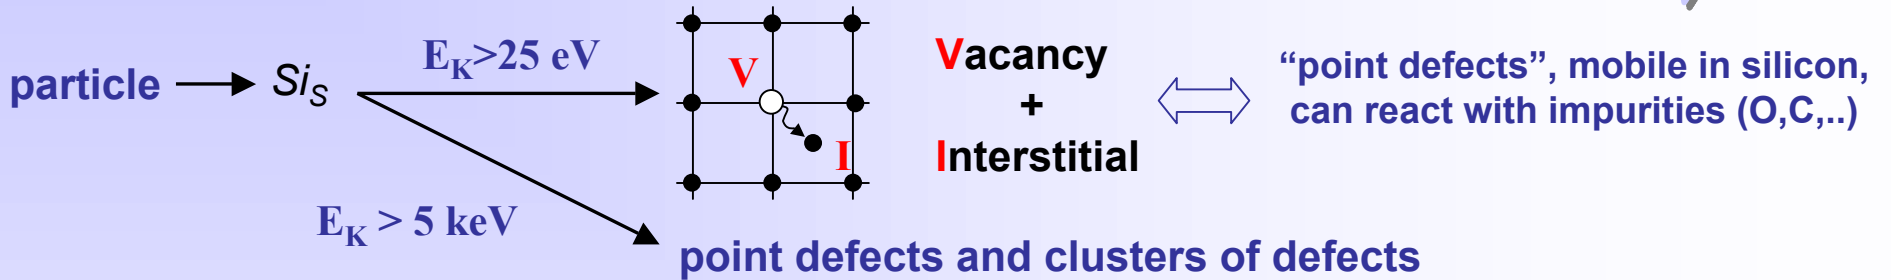 particle → Si_S
E_K>25 eV
V
I
Vacancy
+
Interstitial
“point defects”, mobile in silicon,
can react with impurities (O,C,..)
E_K > 5 keV
point defects and clusters of defects